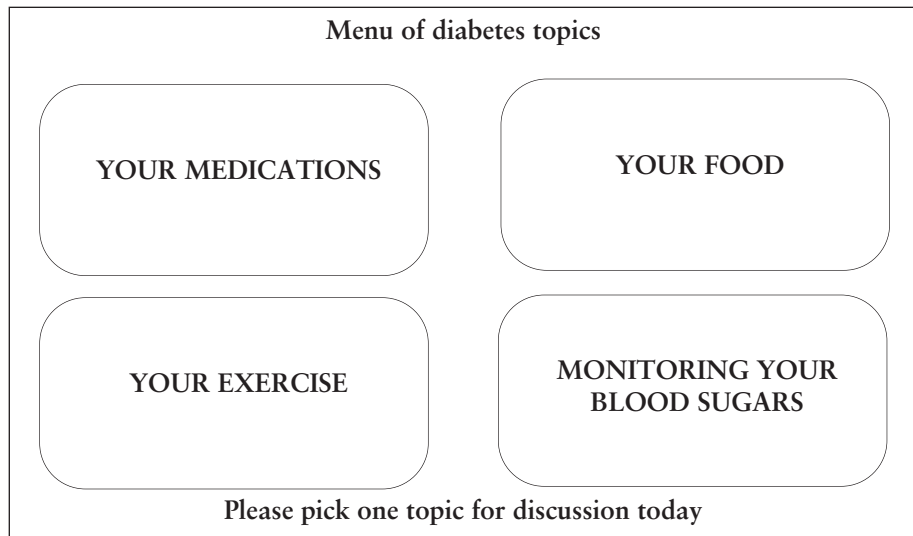 Menu of diabetes topics
YOUR MEDICATIONS
YOUR FOOD
YOUR EXERCISE
MONITORING YOUR
BLOOD SUGARS
Please pick one topic for discussion today